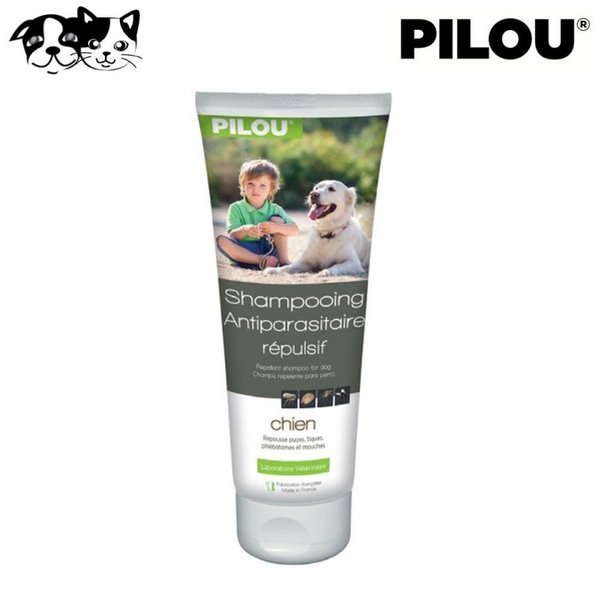 PILOU®
PILOU®
Shampooing
Antiparasitaire
répulsif
Repellent shampoo for dog
Champú repelente para perro
chien
Repousse puces, tiques,
phlébotomes et mouches
Laboratoire Vétérinaire
Fabrication française
Made in France